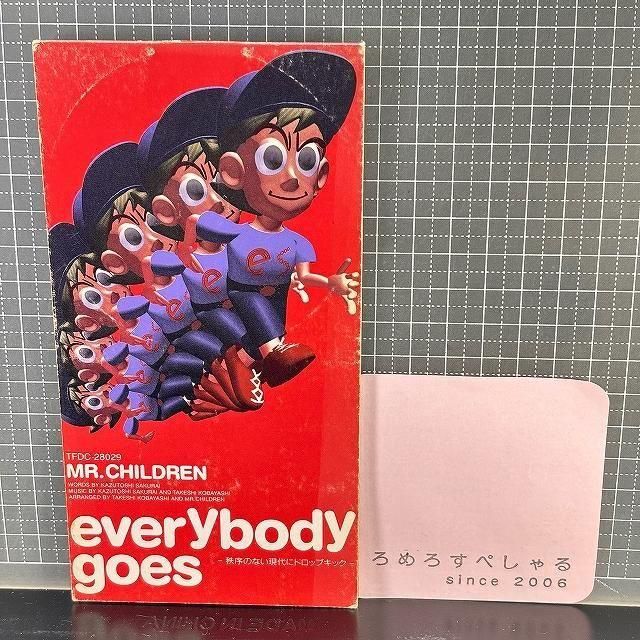 es
TFDC-28029
MR. CHILDREN
WORDS BY KAZUTOSHI SAKURAI
MUSIC BY KAZUTOSHI SAKURAI AND TAKESHI KOBAYASHI
ARRANGED BY TAKESHI KOBAYASHI AND MR.CHILDREN
everybody
goes
- 秩序のない現代にドロップキック -
ろめろすぺしゃる
since 2006